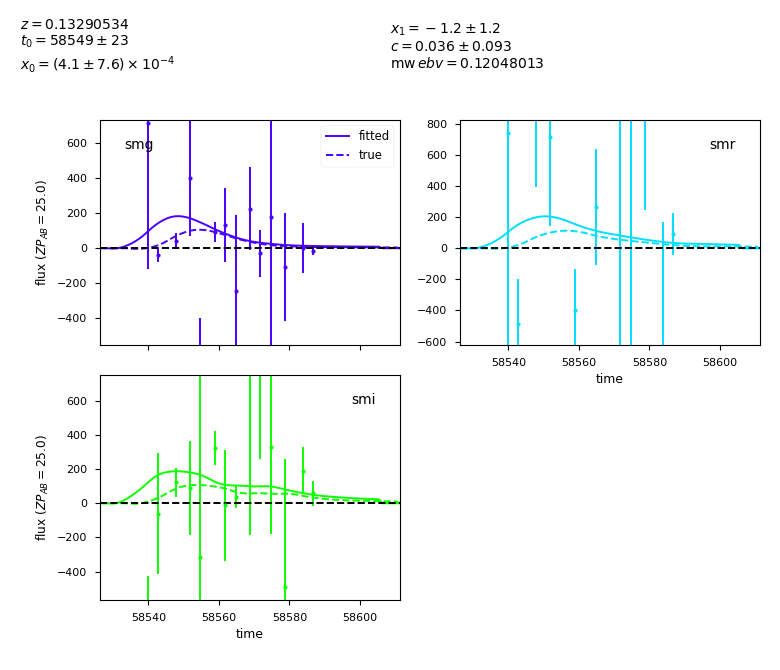 z = 0.13290534
t₀ = 58549 ± 23
x₀ = (4.1 ± 7.6) × 10⁻⁴
x₁ = −1.2 ± 1.2
c = 0.036 ± 0.093
mw ebv = 0.12048013
smg
fitted
true
600
400
200
0
−200
−400
flux (ZP_AB = 25.0)
smr
800
600
400
200
0
−200
−400
−600
58540 58560 58580 58600
time
smi
600
400
200
0
−200
−400
flux (ZP_AB = 25.0)
58540 58560 58580 58600
time